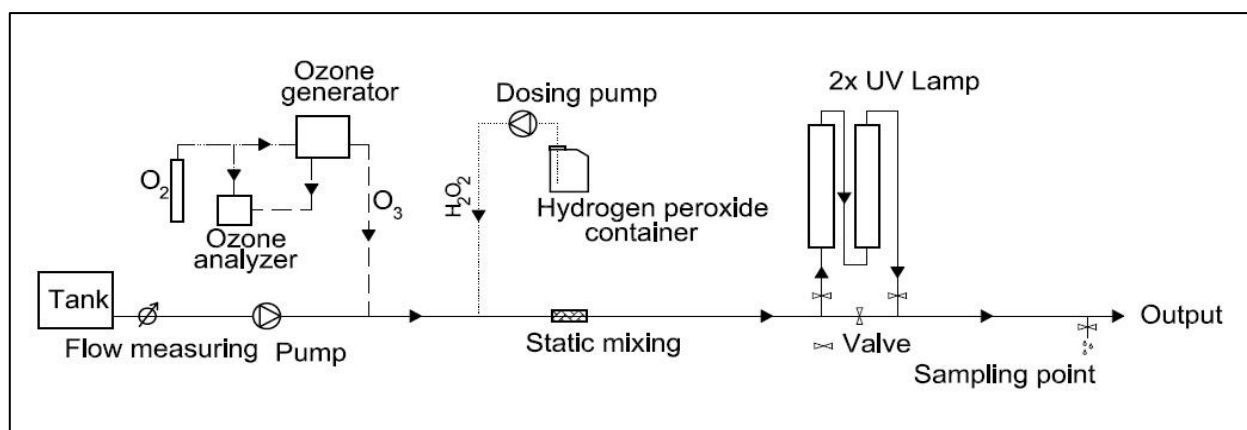 Ozone
generator
Dosing pump
2x UV Lamp
O₂
O₃
H₂O₂
Ozone
analyzer
Hydrogen peroxide
container
Tank
Flow measuring
Pump
Static mixing
Valve
Output
Sampling point